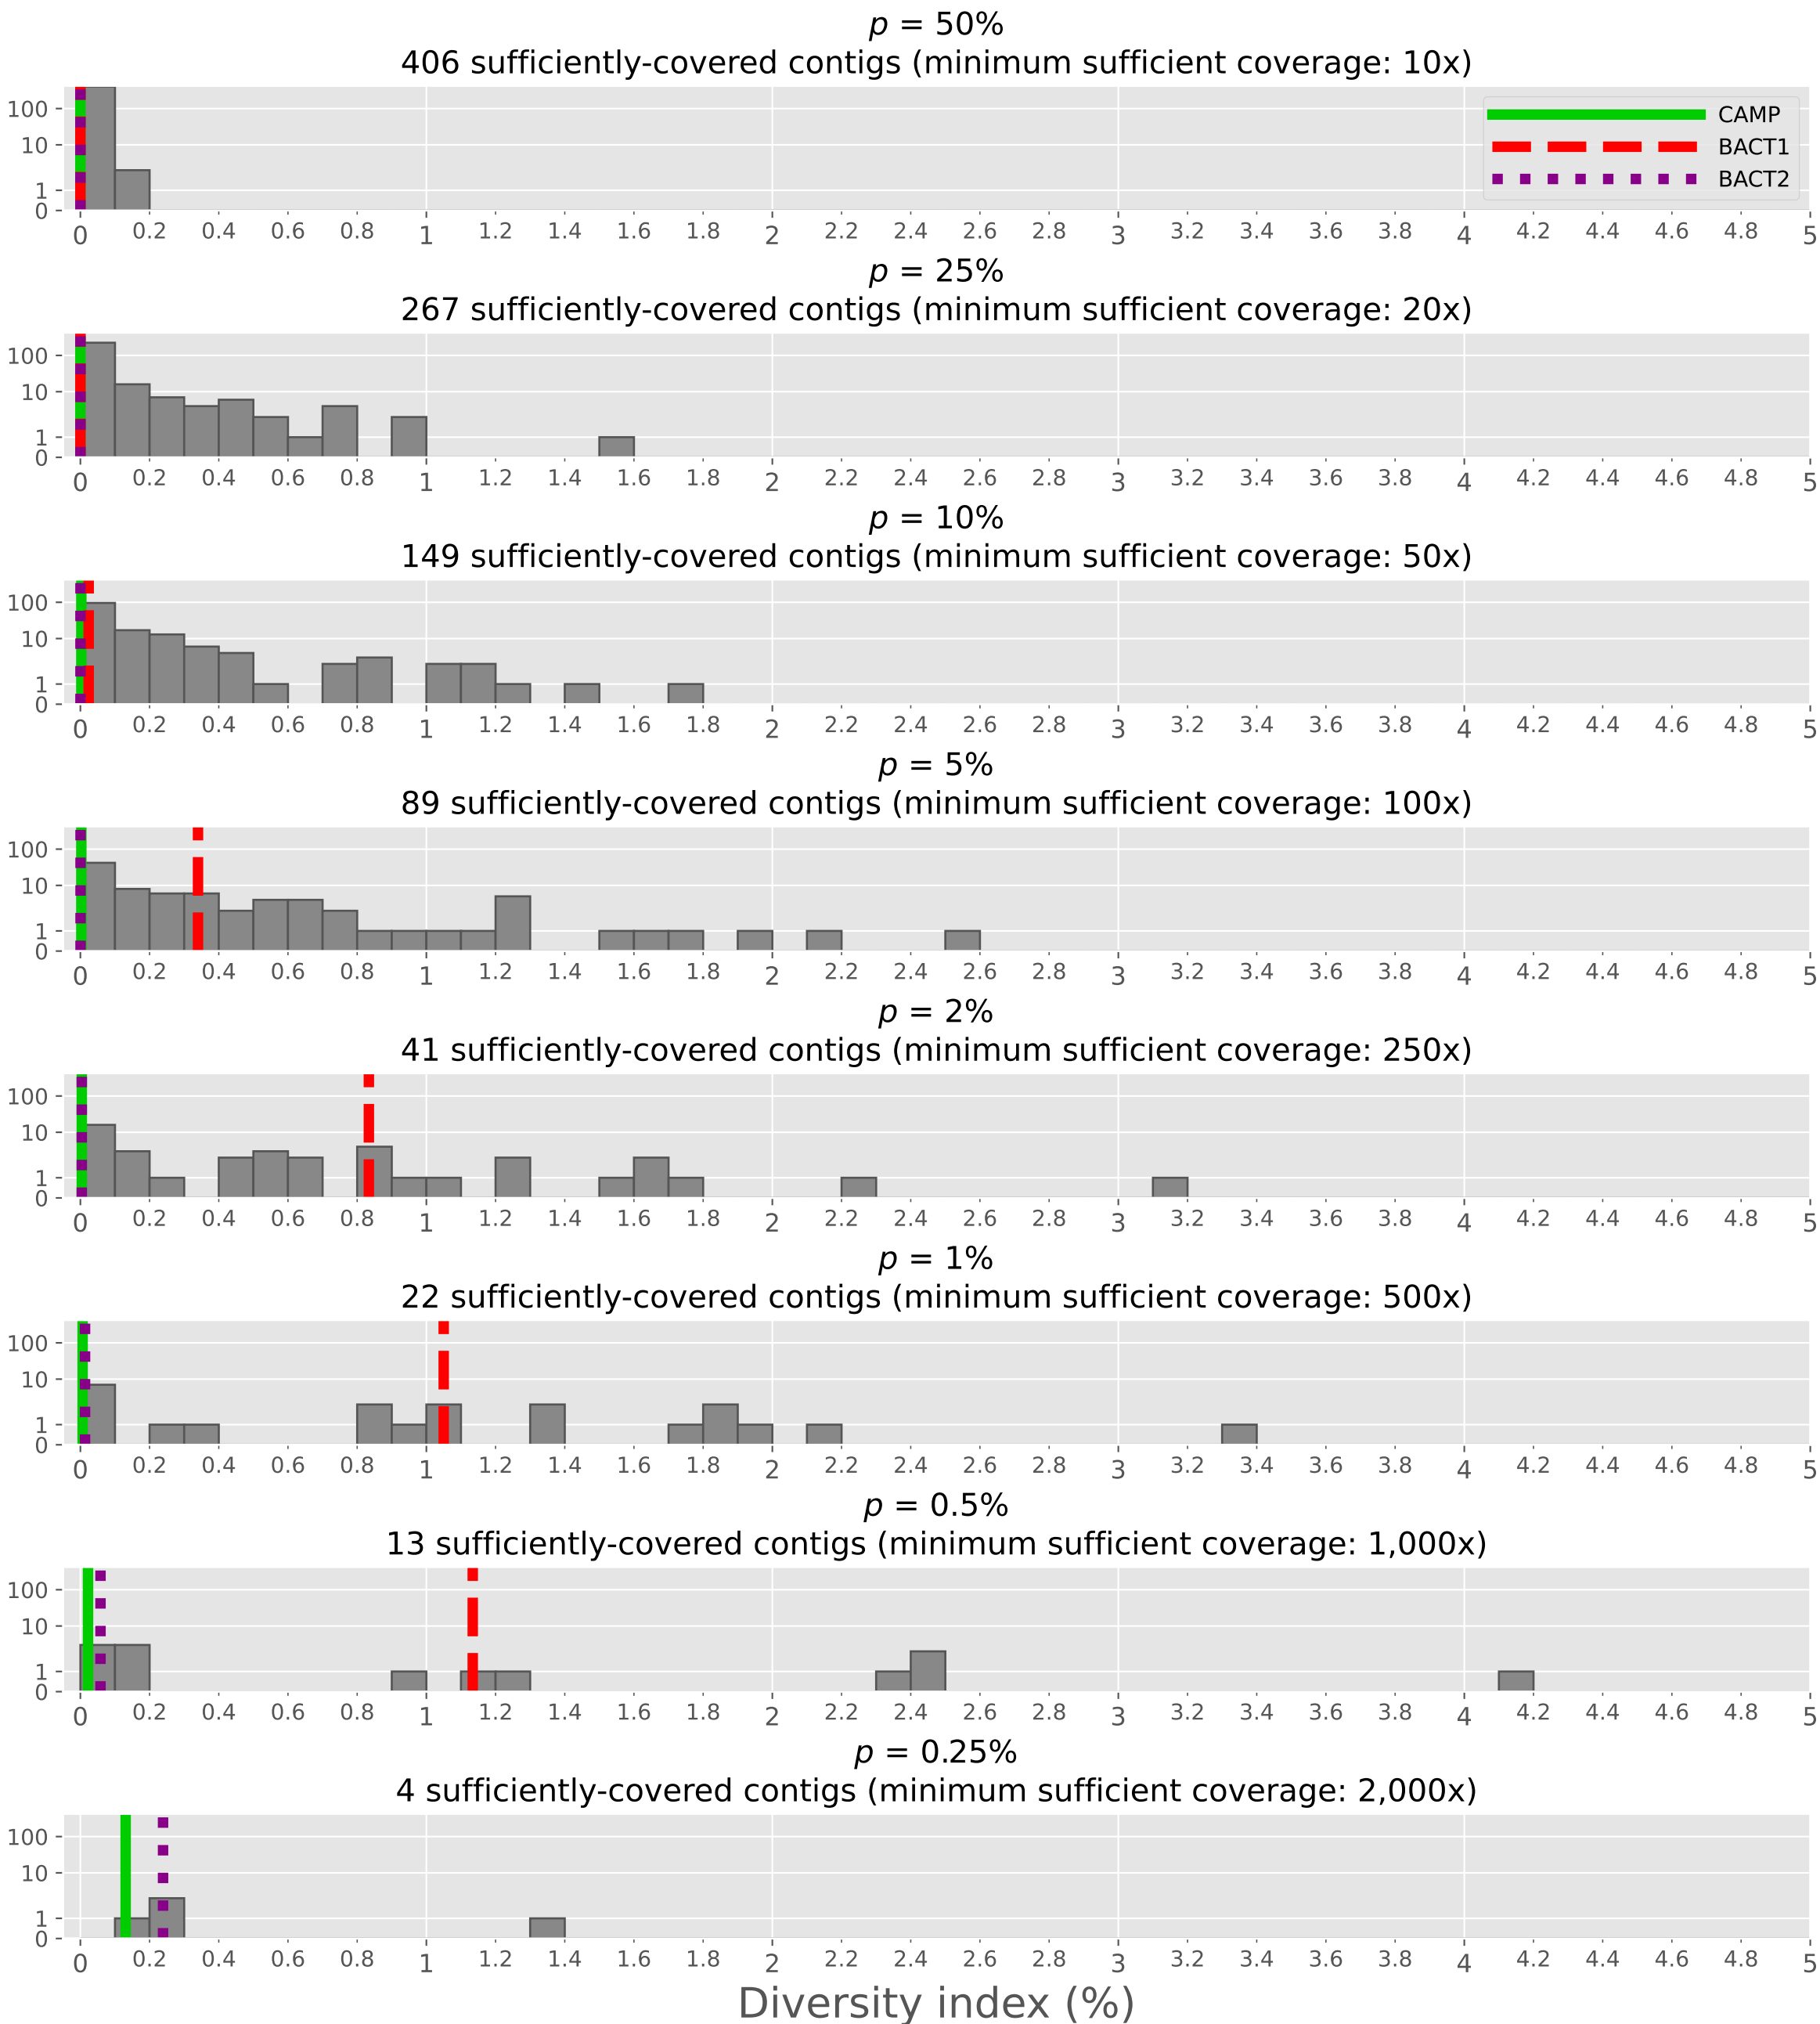 p = 50%
406 sufficiently-covered contigs (minimum sufficient coverage: 10x)
100
10
1
0
CAMP
BACT1
BACT2
0 0.2 0.4 0.6 0.8 1 1.2 1.4 1.6 1.8 2 2.2 2.4 2.6 2.8 3 3.2 3.4 3.6 3.8 4 4.2 4.4 4.6 4.8 5
p = 25%
267 sufficiently-covered contigs (minimum sufficient coverage: 20x)
100
10
1
0
0 0.2 0.4 0.6 0.8 1 1.2 1.4 1.6 1.8 2 2.2 2.4 2.6 2.8 3 3.2 3.4 3.6 3.8 4 4.2 4.4 4.6 4.8 5
p = 10%
149 sufficiently-covered contigs (minimum sufficient coverage: 50x)
100
10
1
0
0 0.2 0.4 0.6 0.8 1 1.2 1.4 1.6 1.8 2 2.2 2.4 2.6 2.8 3 3.2 3.4 3.6 3.8 4 4.2 4.4 4.6 4.8 5
p = 5%
89 sufficiently-covered contigs (minimum sufficient coverage: 100x)
100
10
1
0
0 0.2 0.4 0.6 0.8 1 1.2 1.4 1.6 1.8 2 2.2 2.4 2.6 2.8 3 3.2 3.4 3.6 3.8 4 4.2 4.4 4.6 4.8 5
p = 2%
41 sufficiently-covered contigs (minimum sufficient coverage: 250x)
100
10
1
0
0 0.2 0.4 0.6 0.8 1 1.2 1.4 1.6 1.8 2 2.2 2.4 2.6 2.8 3 3.2 3.4 3.6 3.8 4 4.2 4.4 4.6 4.8 5
p = 1%
22 sufficiently-covered contigs (minimum sufficient coverage: 500x)
100
10
1
0
0 0.2 0.4 0.6 0.8 1 1.2 1.4 1.6 1.8 2 2.2 2.4 2.6 2.8 3 3.2 3.4 3.6 3.8 4 4.2 4.4 4.6 4.8 5
p = 0.5%
13 sufficiently-covered contigs (minimum sufficient coverage: 1,000x)
100
10
1
0
0 0.2 0.4 0.6 0.8 1 1.2 1.4 1.6 1.8 2 2.2 2.4 2.6 2.8 3 3.2 3.4 3.6 3.8 4 4.2 4.4 4.6 4.8 5
p = 0.25%
4 sufficiently-covered contigs (minimum sufficient coverage: 2,000x)
100
10
1
0
0 0.2 0.4 0.6 0.8 1 1.2 1.4 1.6 1.8 2 2.2 2.4 2.6 2.8 3 3.2 3.4 3.6 3.8 4 4.2 4.4 4.6 4.8 5
Diversity index (%)